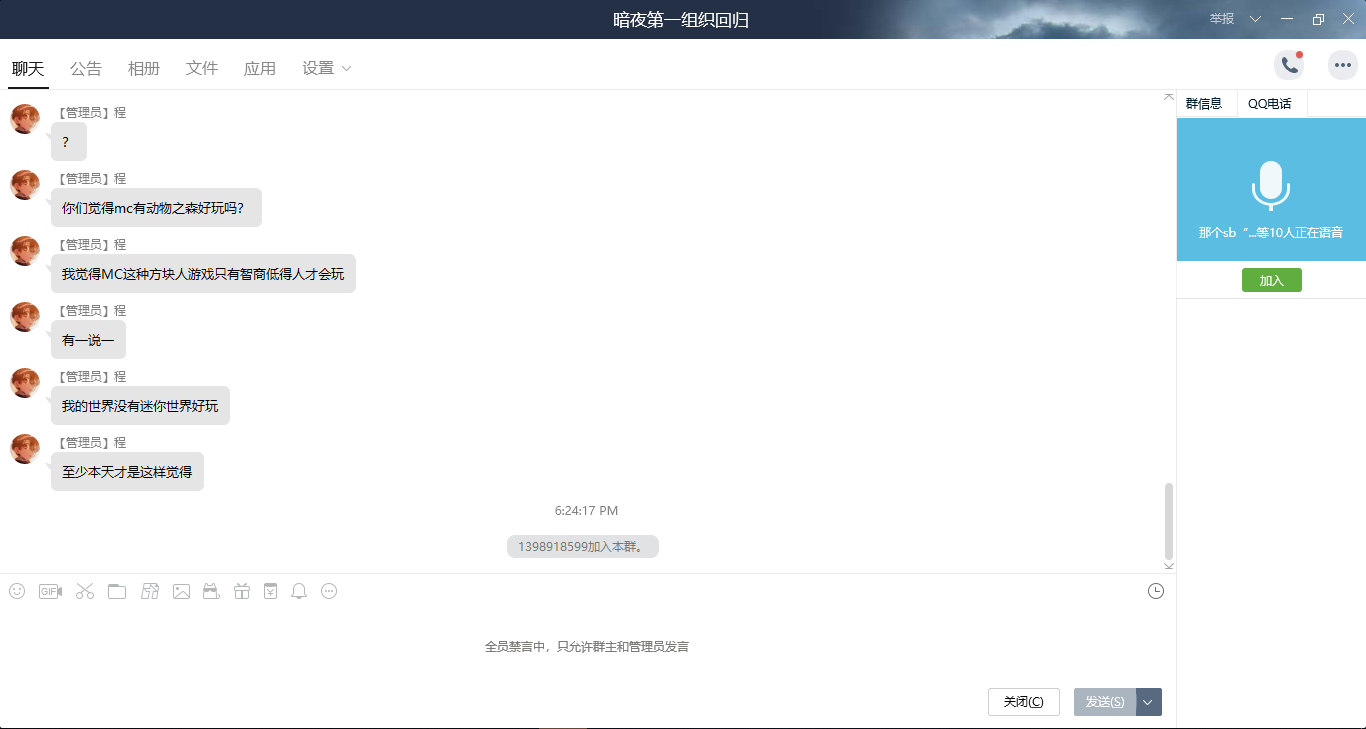 暗夜第一组织回归
举报
聊天 公告 相册 文件 应用 设置
【管理员】程
?
【管理员】程
你们觉得mc有动物之森好玩吗?
【管理员】程
我觉得MC这种方块人游戏只有智商低得人才会玩
【管理员】程
有一说一
【管理员】程
我的世界没有迷你世界好玩
【管理员】程
至少本天才是这样觉得
6:24:17 PM
1398918599加入本群。
GIF
全员禁言中，只允许群主和管理员发言
关闭(C) 发送(S)
群信息 QQ电话
那个sb“...等10人正在语音
加入